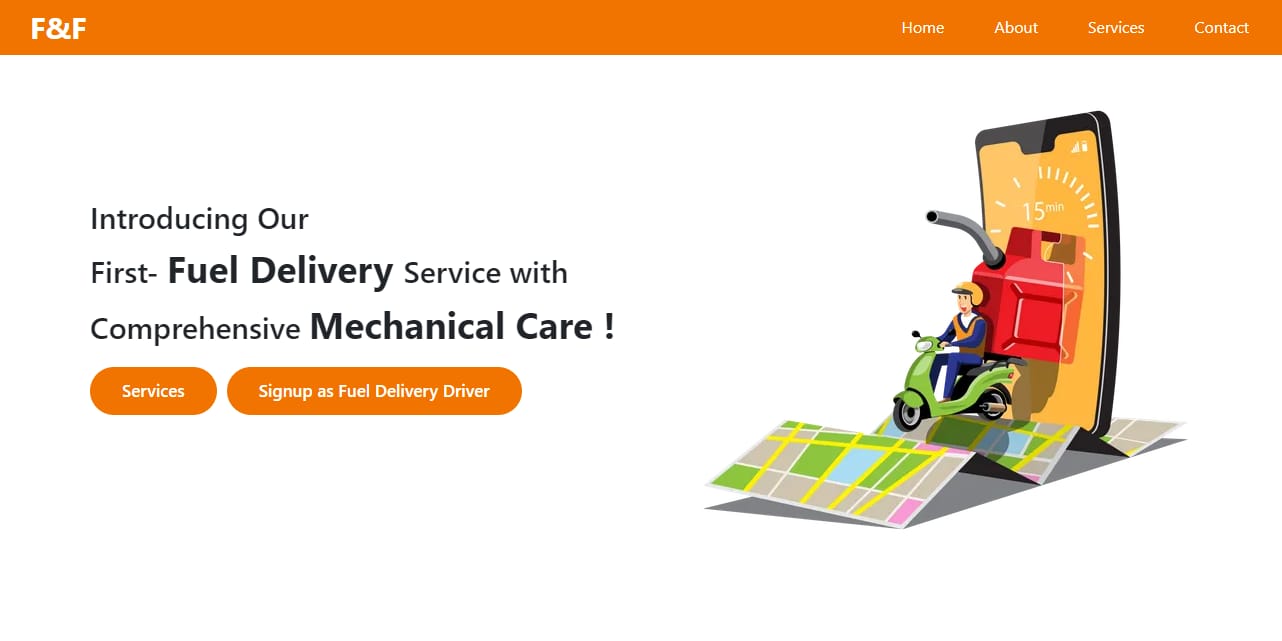 F&F
Home About Services Contact
Introducing Our
First- Fuel Delivery Service with
Comprehensive Mechanical Care !
Services Signup as Fuel Delivery Driver
15min